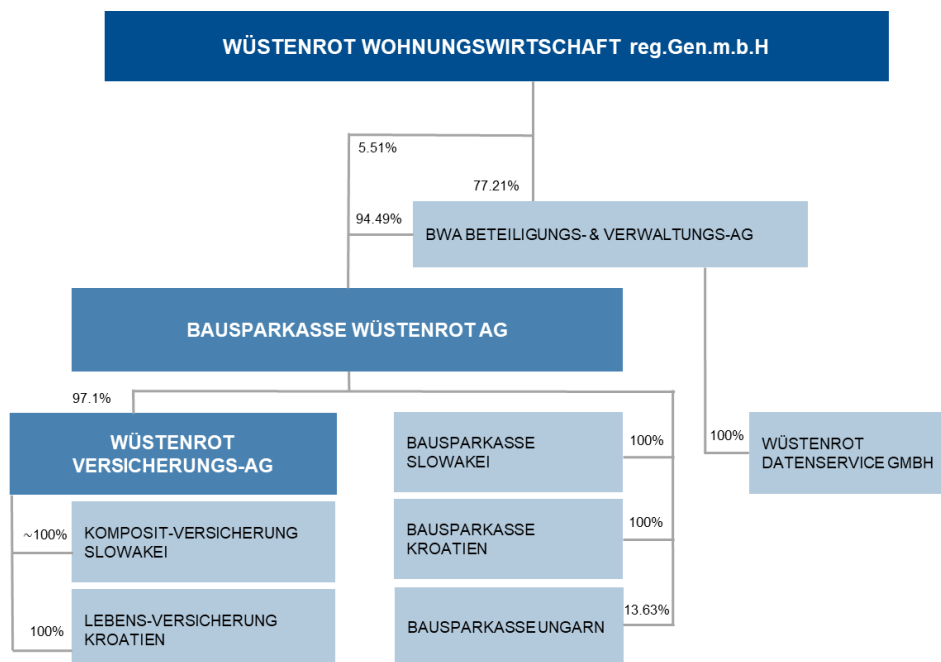 WÜSTENROT WOHNUNGSWIRTSCHAFT reg.Gen.m.b.H
5.51%
77.21%
94.49%
BWA BETEILIGUNGS- & VERWALTUNGS-AG
BAUSPARKASSE WÜSTENROT AG
97.1%
WÜSTENROT
VERSICHERUNGS-AG
BAUSPARKASSE
SLOWAKEI
100%
100%
WÜSTENROT
DATENSERVICE GMBH
~100%
KOMPOSIT-VERSICHERUNG
SLOWAKEI
BAUSPARKASSE
KROATIEN
100%
100%
LEBENS-VERSICHERUNG
KROATIEN
BAUSPARKASSE UNGARN
13.63%